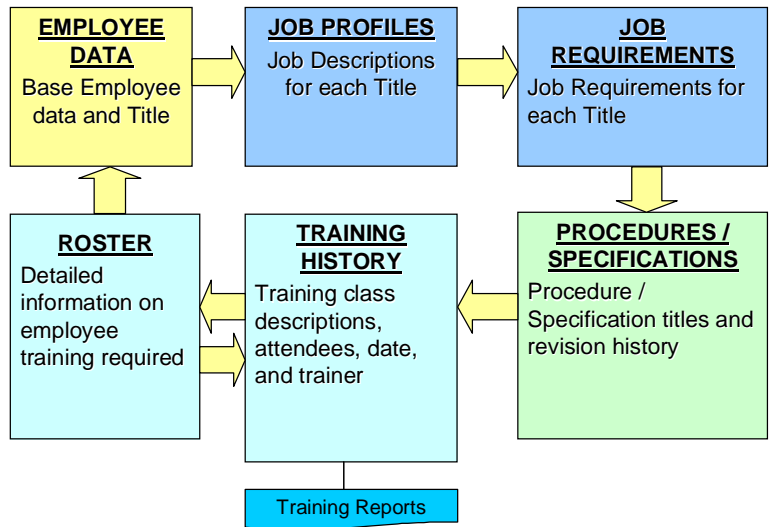 EMPLOYEE
DATA
Base Employee
data and Title
JOB PROFILES
Job Descriptions
for each Title
JOB
REQUIREMENTS
Job Requirements for
each Title
ROSTER
Detailed
information on
employee
training required
TRAINING
HISTORY
Training class
descriptions,
attendees, date,
and trainer
PROCEDURES /
SPECIFICATIONS
Procedure /
Specification titles and
revision history
Training Reports